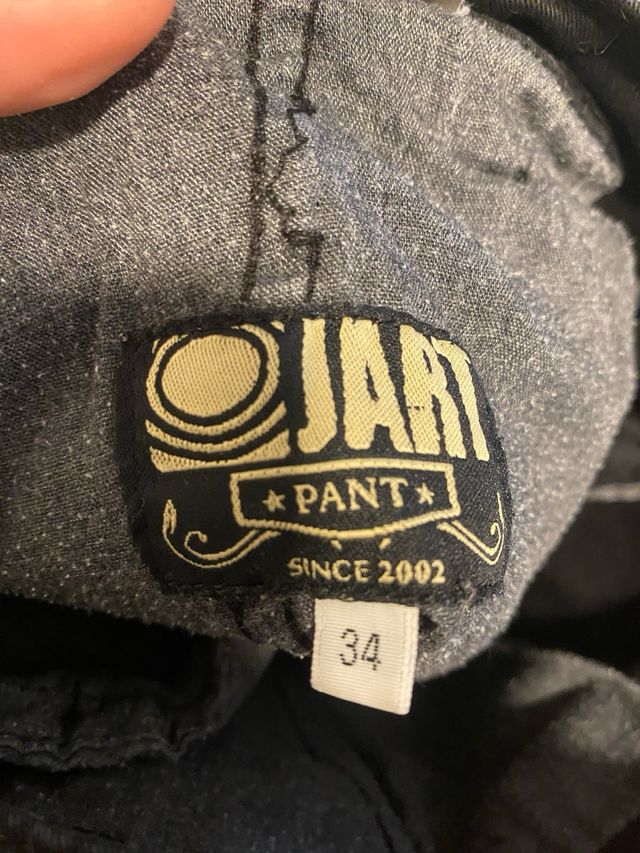 JART
★ PANT ★
SINCE 2002
34